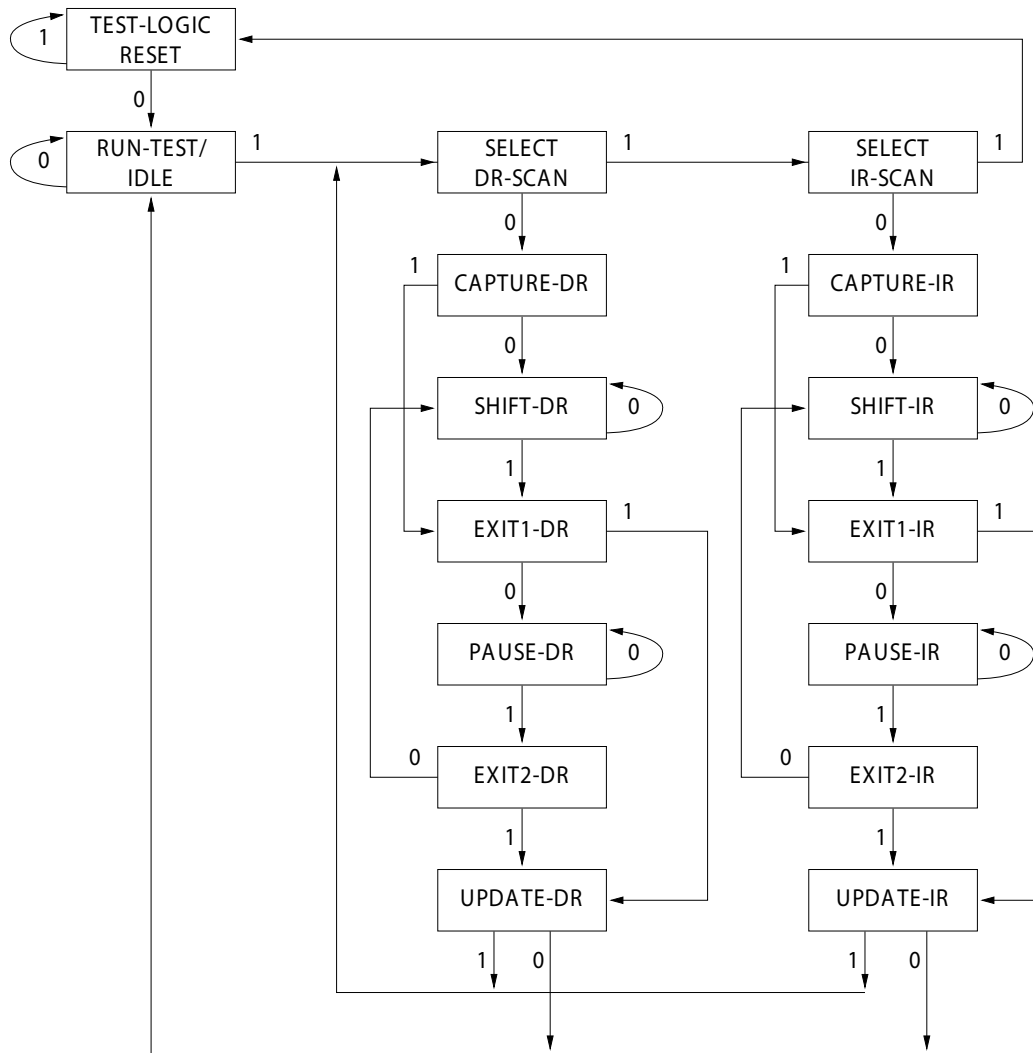 1
TEST-LOGIC
RESET
0
0
RUN-TEST/
IDLE
1
SELECT
DR-SCAN
1
SELECT
IR-SCAN
1
0
0
1
CAPTURE-DR
1
CAPTURE-IR
0
0
SHIFT-DR
0
SHIFT-IR
0
1
1
EXIT1-DR
1
EXIT1-IR
1
0
0
PAUSE-DR
0
PAUSE-IR
0
1
1
0
EXIT2-DR
0
EXIT2-IR
1
1
UPDATE-DR
UPDATE-IR
1
0
1
0